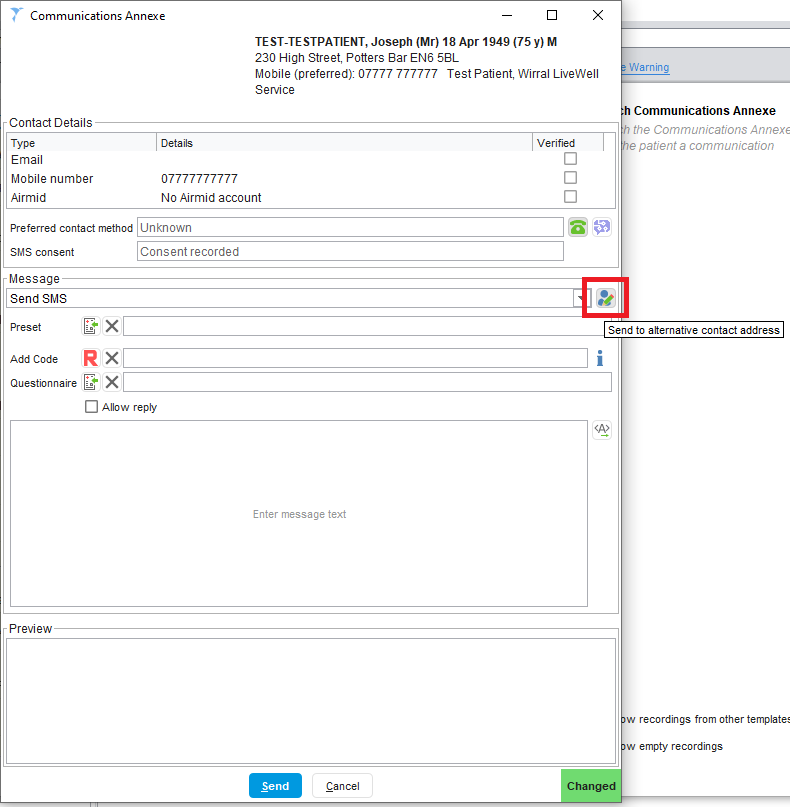 Communications Annexe
TEST-TESTPATIENT, Joseph (Mr) 18 Apr 1949 (75 y) M
230 High Street, Potters Bar EN6 5BL
Mobile (preferred): 07777 777777 Test Patient, Wirral LiveWell
Service
Warning
Communications Annexe
the Communications Annexe
the patient a communication
Contact Details
Type Details Verified
Email
Mobile number 07777777777
Airmid No Airmid account
Preferred contact method Unknown
SMS consent Consent recorded
Message
Send SMS
Send to alternative contact address
Preset
Add Code R
Questionnaire
Allow reply
Enter message text
Preview
recordings from other templates
empty recordings
Send Cancel Changed